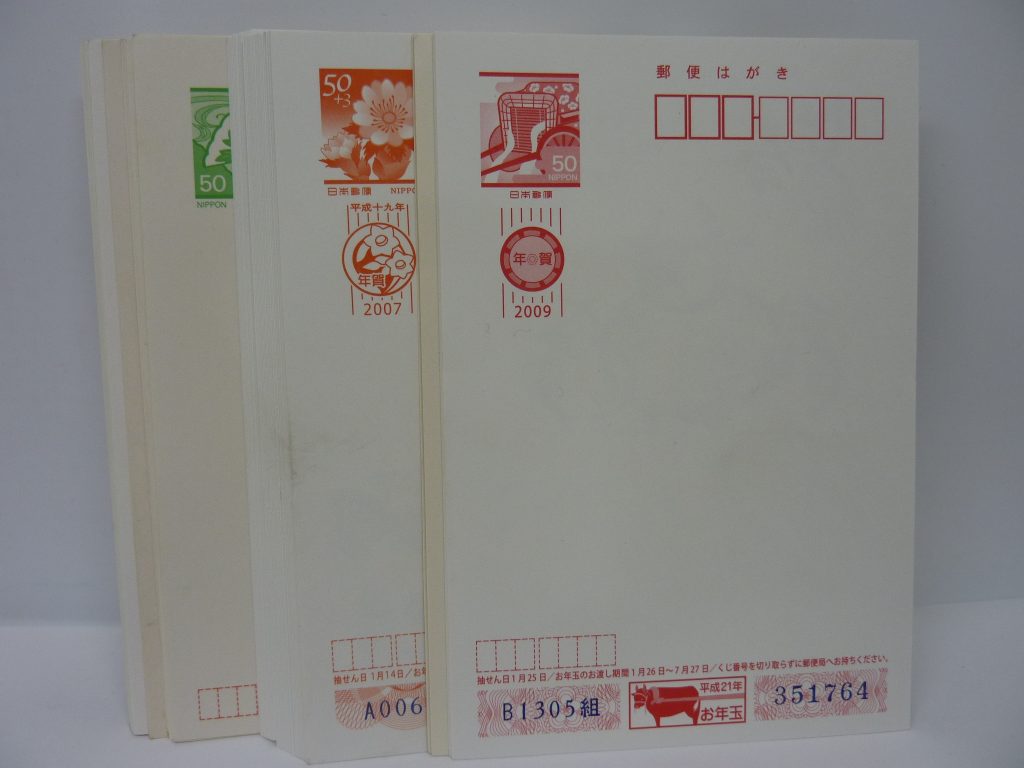 50
NIPPON
50
+3
日本郵便 NIPPO
平成十九年
年賀
2007
抽せん日 1月14日／お年
A006
郵便はがき
50
NIPPON
日本郵便
年賀
2009
抽せん日1月25日／お年玉のお渡し期間1月26日～7月27日／くじ番号を切り取らずに郵便局へお持ちください。
B1305組
平成21年
お年玉
351764